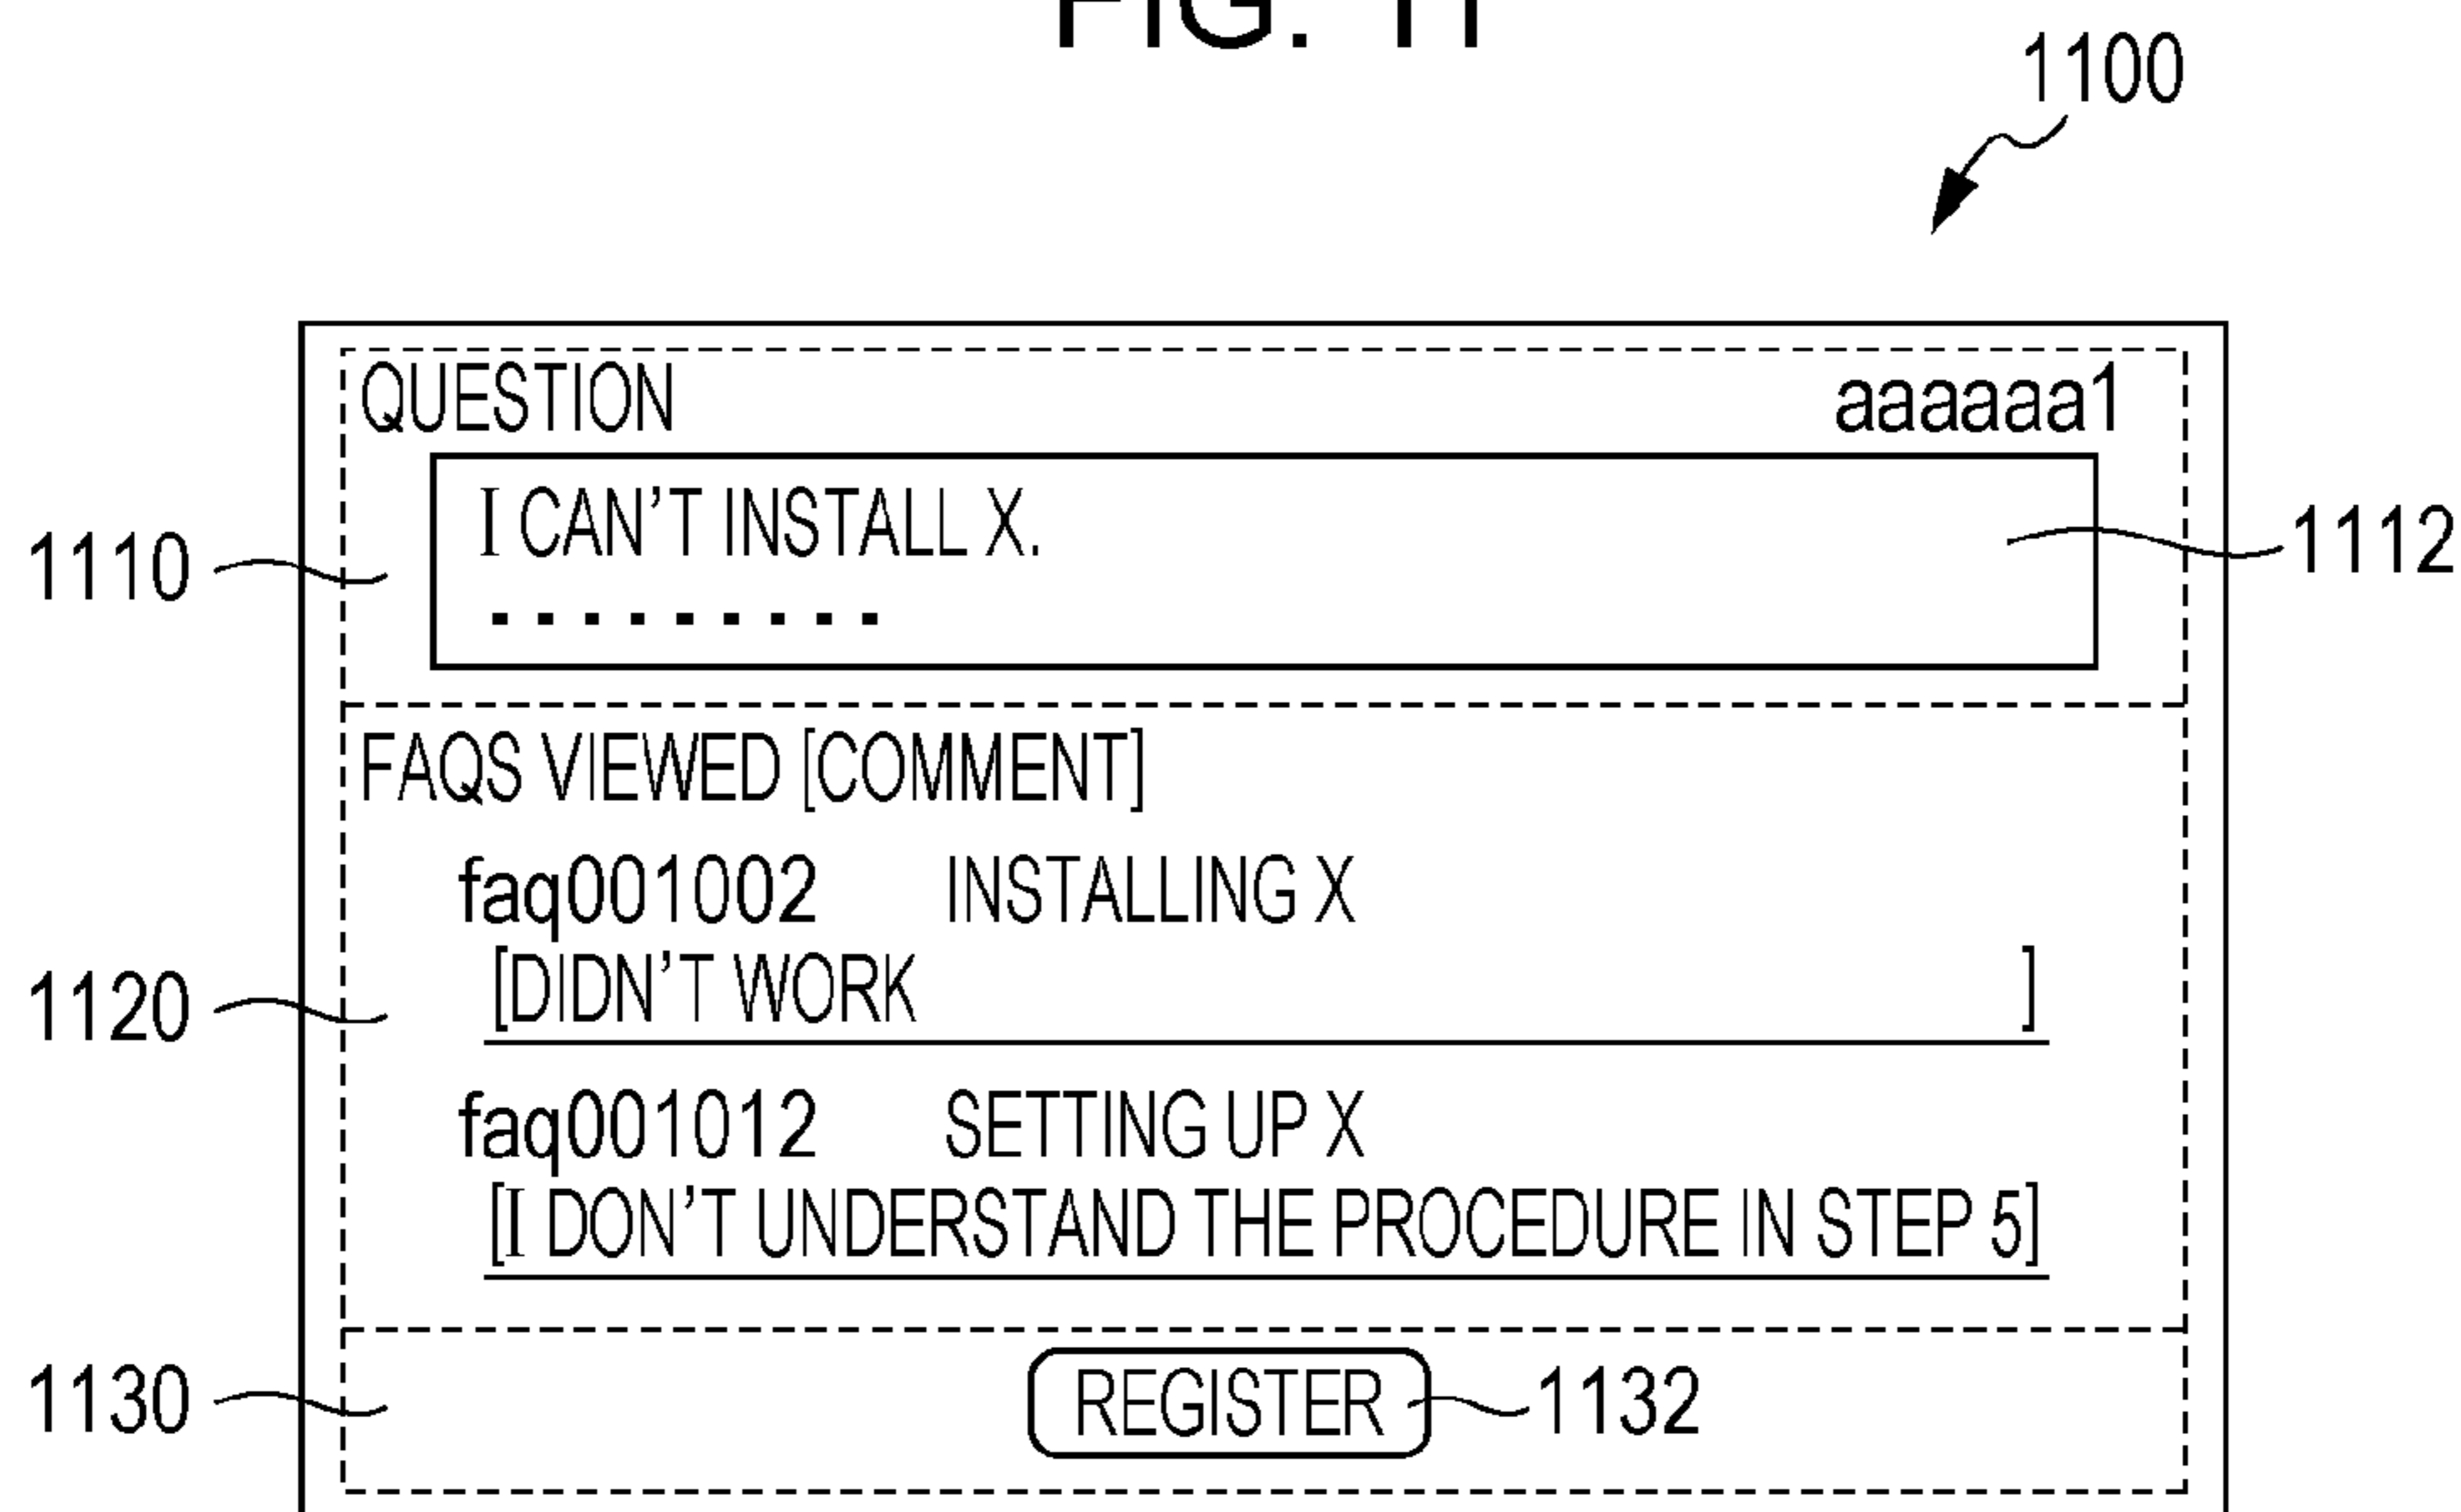 FIG. 11
1100
QUESTION aaaaaa1
I CAN'T INSTALL X.
1110 1112
.........
FAQS VIEWED [COMMENT]
faq001002 INSTALLING X
[DIDN'T WORK ]
1120
faq001012 SETTING UP X
[I DON'T UNDERSTAND THE PROCEDURE IN STEP 5]
1130 REGISTER 1132